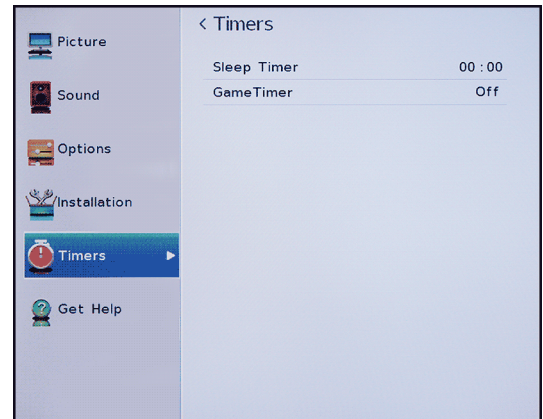 Picture
Sound
Options
Installation
Timers
Get Help
< Timers
Sleep Timer 00 : 00
GameTimer Off